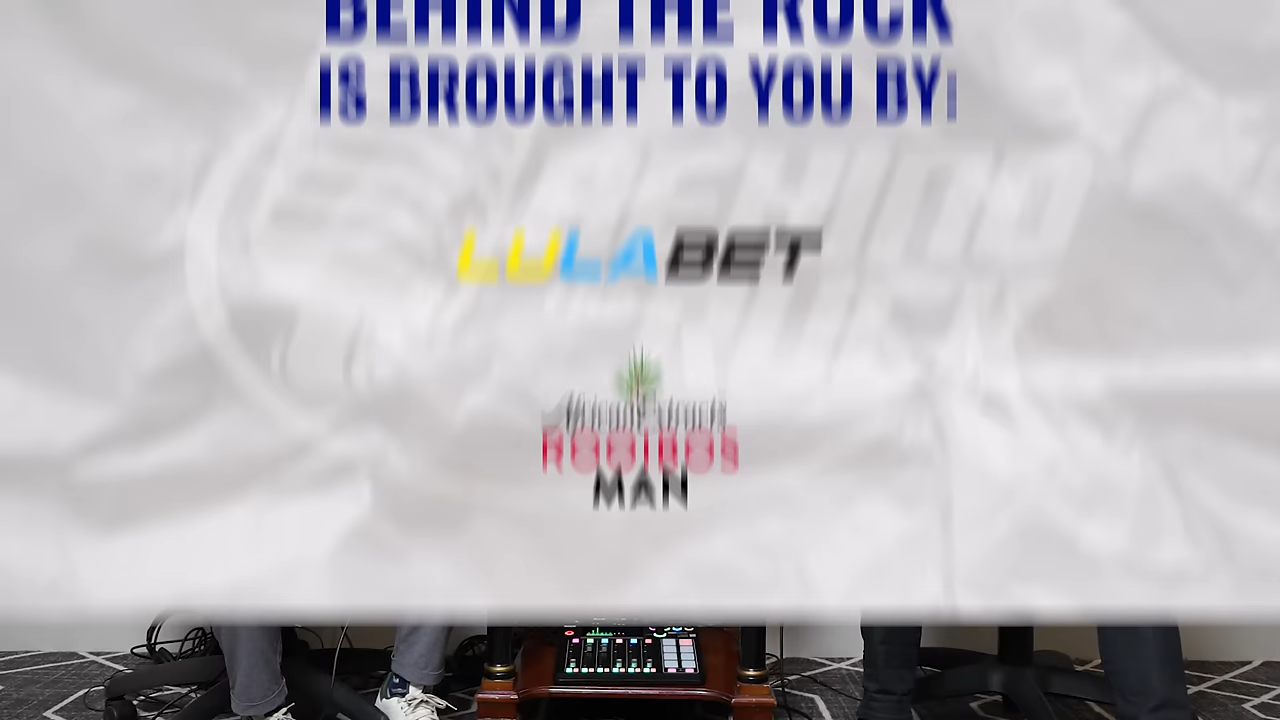 BEHIND THE ROCK
IS BROUGHT TO YOU BY:
LULABET
ROOIBOS
MAN